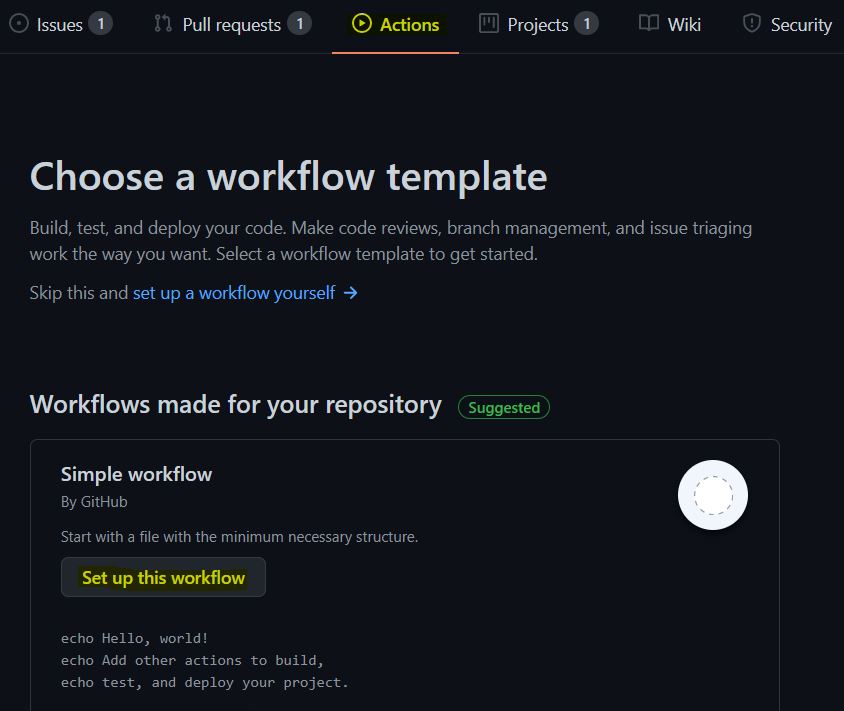 Issues 1 Pull requests 1 Actions Projects 1 Wiki Security
Choose a workflow template
Build, test, and deploy your code. Make code reviews, branch management, and issue triaging
work the way you want. Select a workflow template to get started.
Skip this and set up a workflow yourself →
Workflows made for your repository Suggested
Simple workflow
By GitHub
Start with a file with the minimum necessary structure.
Set up this workflow
echo Hello, world!
echo Add other actions to build,
echo test, and deploy your project.